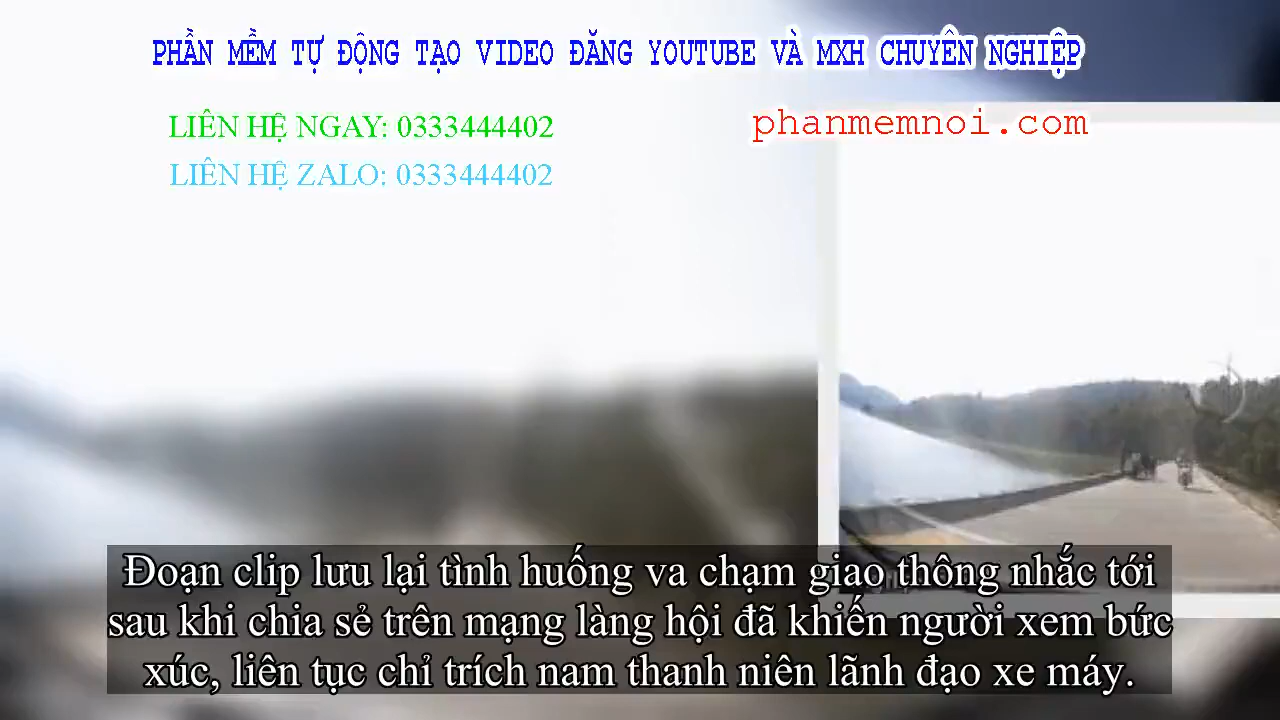 PHẦN MỀM TỰ ĐỘNG TẠO VIDEO ĐĂNG YOUTUBE VÀ MXH CHUYÊN NGHIỆP
LIÊN HỆ NGAY: 0333444402
phanmemnoi.com
LIÊN HỆ ZALO: 0333444402
Đoạn clip lưu lại tình huống va chạm giao thông nhắc tới
sau khi chia sẻ trên mạng làng hội đã khiến người xem bức
xúc, liên tục chỉ trích nam thanh niên lãnh đạo xe máy.